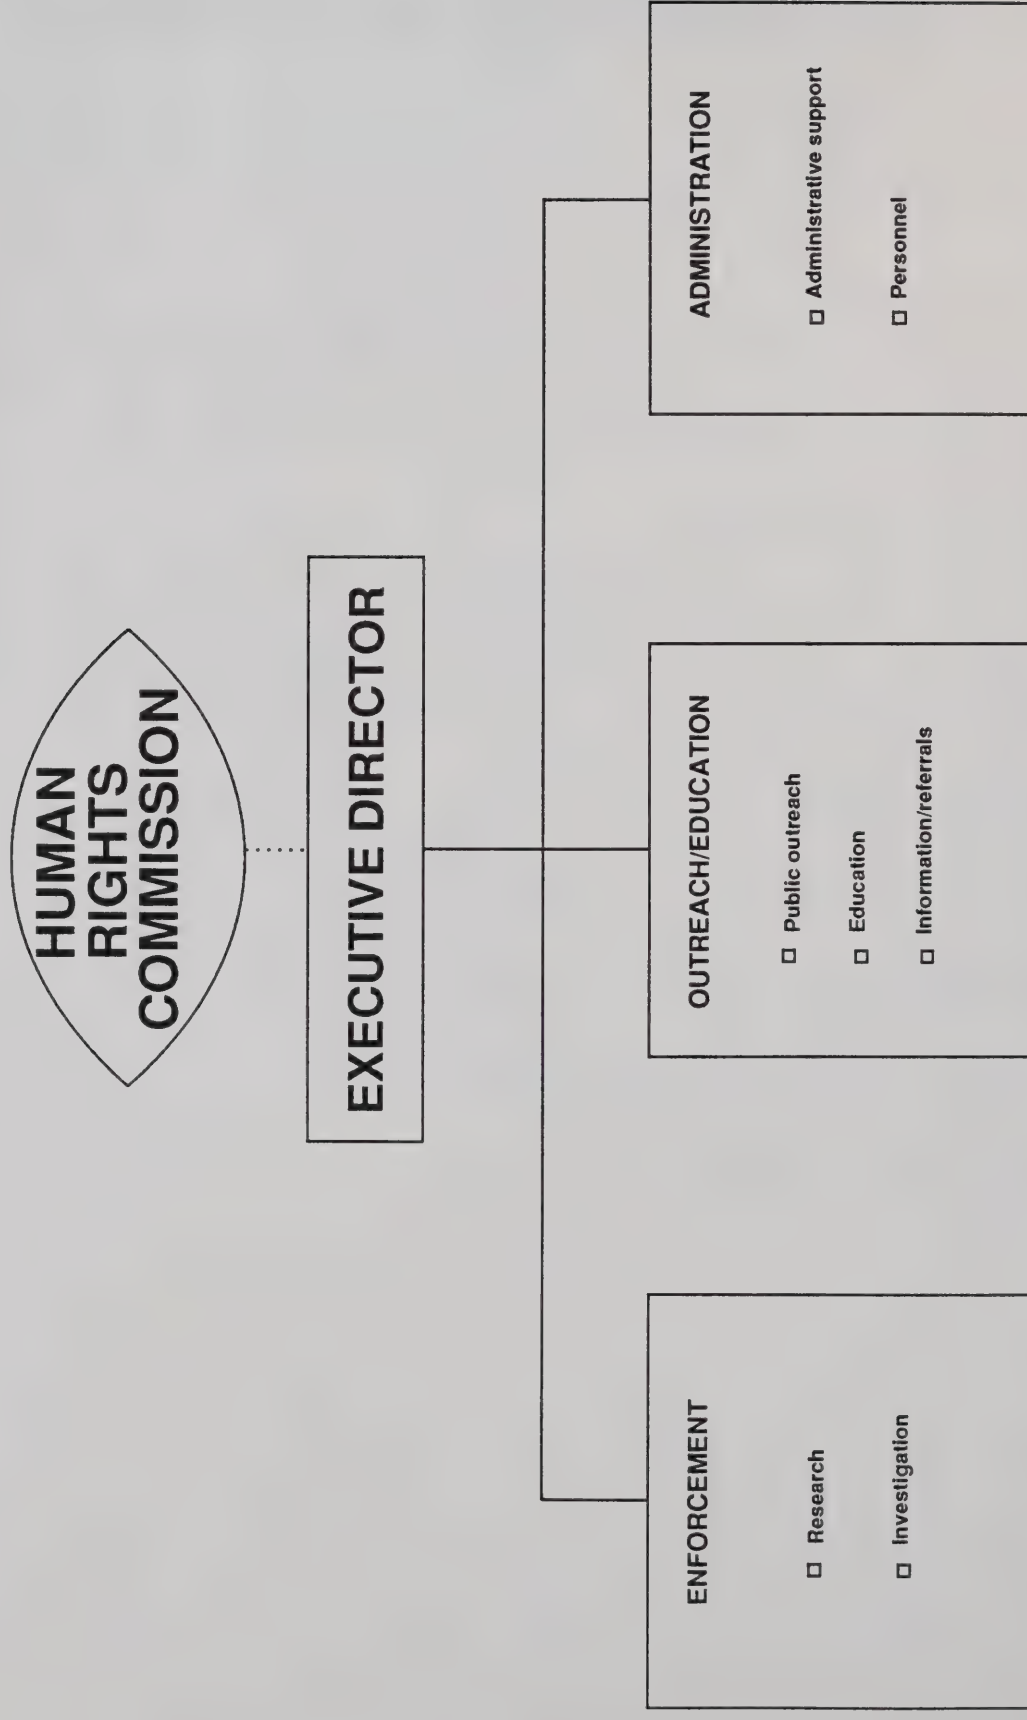 HUMAN
RIGHTS
COMMISSION
EXECUTIVE DIRECTOR
ENFORCEMENT
□ Research
□ Investigation
OUTREACH/EDUCATION
□ Public outreach
□ Education
□ Information/referrals
ADMINISTRATION
□ Administrative support
□ Personnel